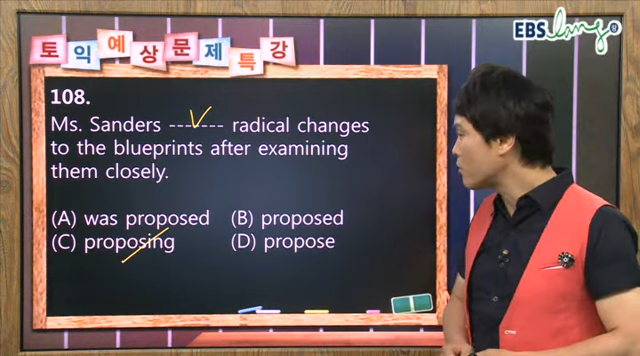 토익 예상문제 특강
EBS lang
108.
Ms. Sanders ------- radical changes
to the blueprints after examining
them closely.
(A) was proposed (B) proposed
(C) proposing (D) propose